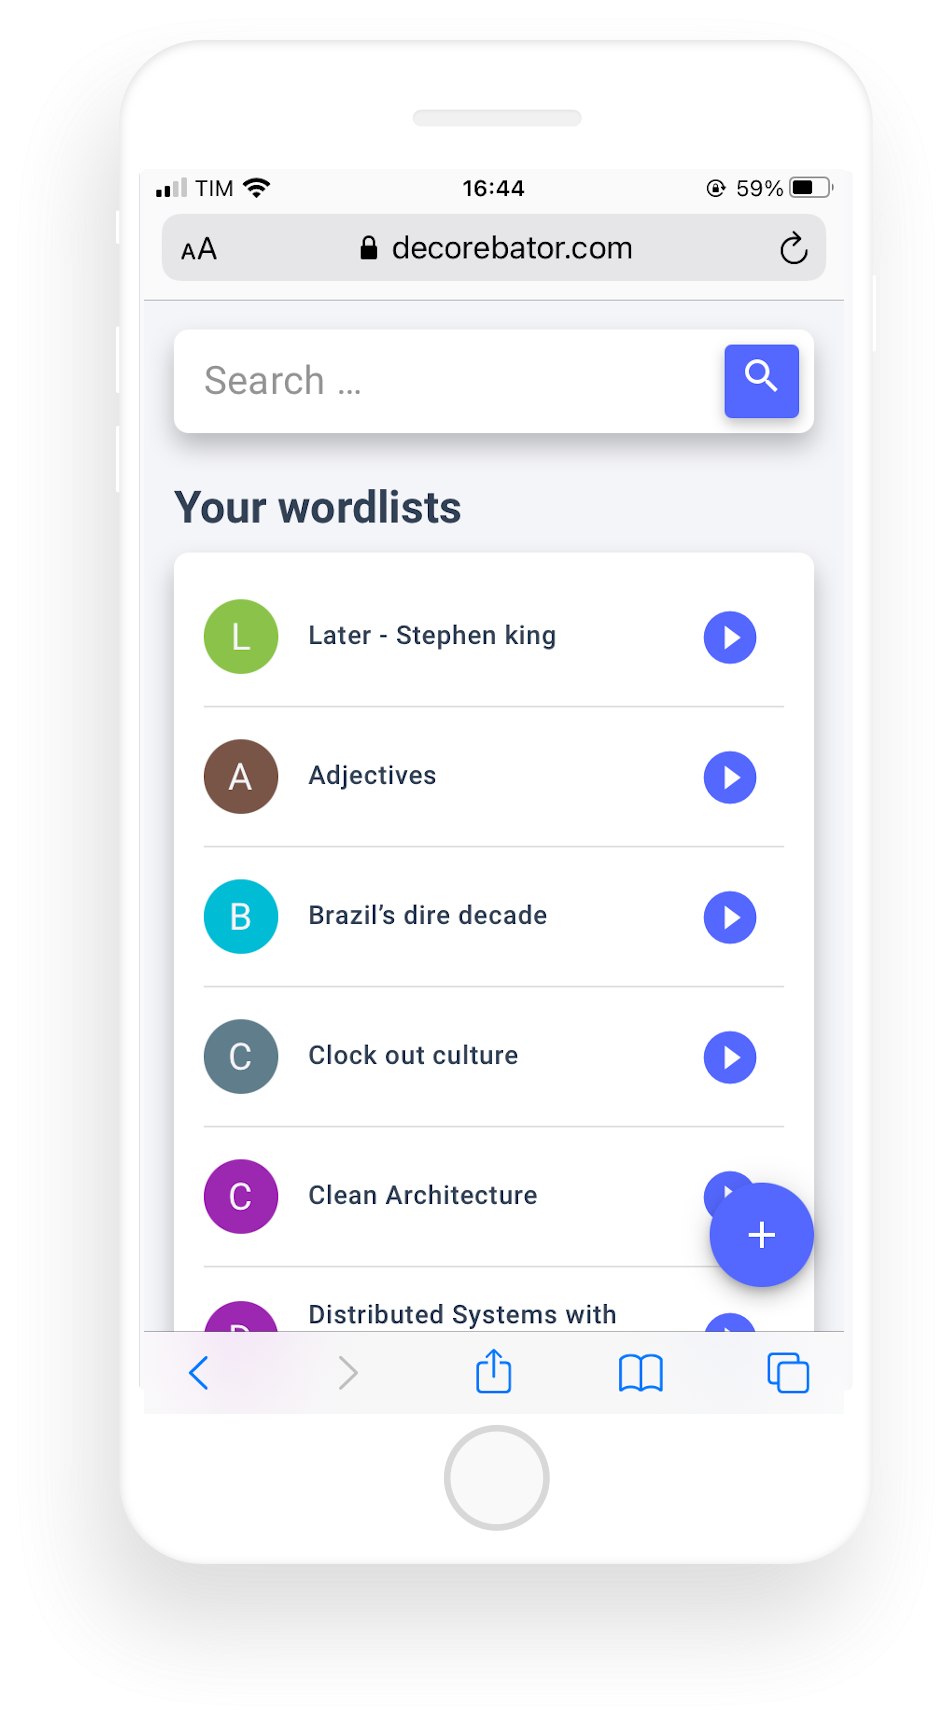 TIM 16:44 59%
AA decorebator.com
Search ...
Your wordlists
L Later - Stephen king
A Adjectives
B Brazil’s dire decade
C Clock out culture
C Clean Architecture
D Distributed Systems with